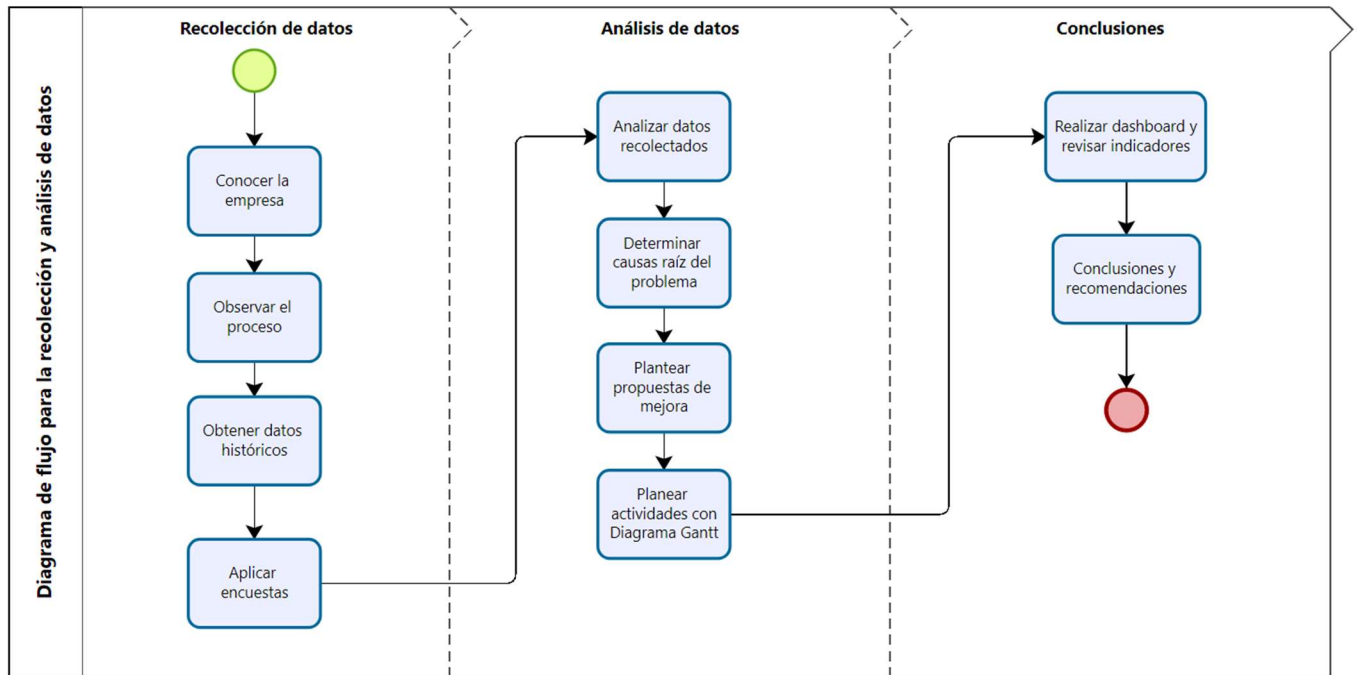 Diagrama de flujo para la recolección y análisis de datos
Recolección de datos
Conocer la
empresa
Observar el
proceso
Obtener datos
históricos
Aplicar
encuestas
Análisis de datos
Analizar datos
recolectados
Determinar
causas raíz del
problema
Plantear
propuestas de
mejora
Planear
actividades con
Diagrama Gantt
Conclusiones
Realizar dashboard y
revisar indicadores
Conclusiones y
recomendaciones